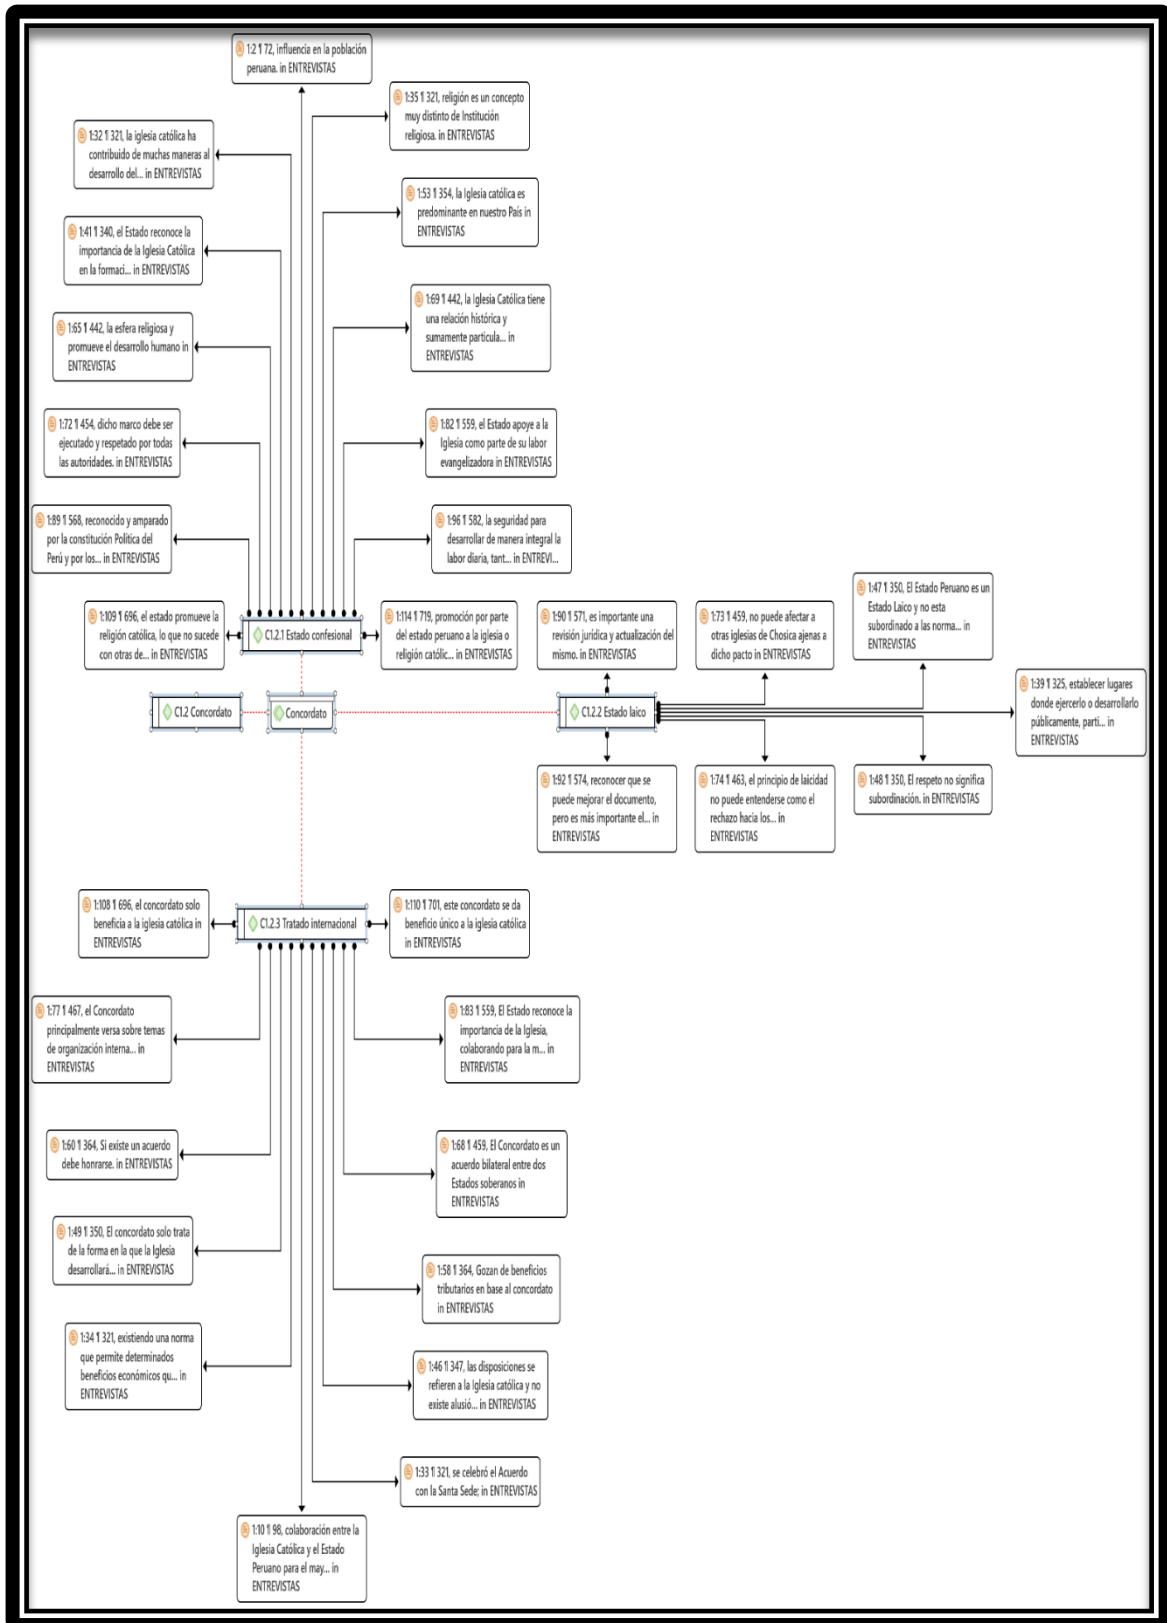 1:2 ¶ 72, influencia en la población
peruana. in ENTREVISTAS
1:35 ¶ 321, religión es un concepto
muy distinto de Institución
religiosa. in ENTREVISTAS
1:32 ¶ 321, la iglesia católica ha
contribuido de muchas maneras al
desarrollo del... in ENTREVISTAS
1:53 ¶ 354, la Iglesia católica es
predominante en nuestro País in
ENTREVISTAS
1:41 ¶ 340, el Estado reconoce la
importancia de la Iglesia Católica
en la formaci... in ENTREVISTAS
1:69 ¶ 442, la Iglesia Católica tiene
una relación histórica y
sumamente particula... in
ENTREVISTAS
1:65 ¶ 442, la esfera religiosa y
promueve el desarrollo humano in
ENTREVISTAS
1:72 ¶ 454, dicho marco debe ser
ejecutado y respetado por todas
las autoridades. in ENTREVISTAS
1:82 ¶ 559, el Estado apoye a la
Iglesia como parte de su labor
evangelizadora in ENTREVISTAS
1:89 ¶ 568, reconocido y amparado
por la constitución Política del
Perú y por los... in ENTREVISTAS
1:96 ¶ 582, la seguridad para
desarrollar de manera integral la
labor diaria, tant... in ENTREVI...
1:109 ¶ 696, el estado promueve la
religión católica, lo que no sucede
con otras de... in ENTREVISTAS
C1.2.1 Estado confesional
1:114 ¶ 719, promoción por parte
del estado peruano a la iglesia o
religión católic... in ENTREVISTAS
1:90 ¶ 571, es importante una
revisión jurídica y actualización del
mismo. in ENTREVISTAS
1:73 ¶ 459, no puede afectar a
otras iglesias de Chosica ajenas a
dicho pacto in ENTREVISTAS
1:47 ¶ 350, El Estado Peruano es un
Estado Laico y no esta
subordinado a las norma... in
ENTREVISTAS
1:39 ¶ 325, establecer lugares
donde ejercerlo o desarrollarlo
públicamente, parti... in
ENTREVISTAS
C1.2 Concordato
Concordato
C1.2.2 Estado laico
1:92 ¶ 574, reconocer que se
puede mejorar el documento,
pero es más importante el... in
ENTREVISTAS
1:74 ¶ 463, el principio de laicidad
no puede entenderse como el
rechazo hacia los... in
ENTREVISTAS
1:48 ¶ 350, El respeto no significa
subordinación. in ENTREVISTAS
1:108 ¶ 696, el concordato solo
beneficia a la iglesia católica in
ENTREVISTAS
C1.2.3 Tratado internacional
1:110 ¶ 701, este concordato se da
beneficio único a la iglesia católica
in ENTREVISTAS
1:77 ¶ 467, el Concordato
principalmente versa sobre temas
de organización interna... in
ENTREVISTAS
1:83 ¶ 559, El Estado reconoce la
importancia de la Iglesia,
colaborando para la m... in
ENTREVISTAS
1:60 ¶ 364, Si existe un acuerdo
debe honrarse. in ENTREVISTAS
1:68 ¶ 459, El Concordato es un
acuerdo bilateral entre dos
Estados soberanos in
ENTREVISTAS
1:49 ¶ 350, El concordato solo trata
de la forma en la que la Iglesia
desarrollará... in ENTREVISTAS
1:58 ¶ 364, Gozan de beneficios
tributarios en base al concordato
in ENTREVISTAS
1:34 ¶ 321, existiendo una norma
que permite determinados
beneficios económicos qu... in
ENTREVISTAS
1:46 ¶ 347, las disposiciones se
refieren a la Iglesia católica y no
existe alusió... in ENTREVISTAS
1:33 ¶ 321, se celebró el Acuerdo
con la Santa Sede; in ENTREVISTAS
1:10 ¶ 98, colaboración entre la
Iglesia Católica y el Estado
Peruano para el may... in
ENTREVISTAS